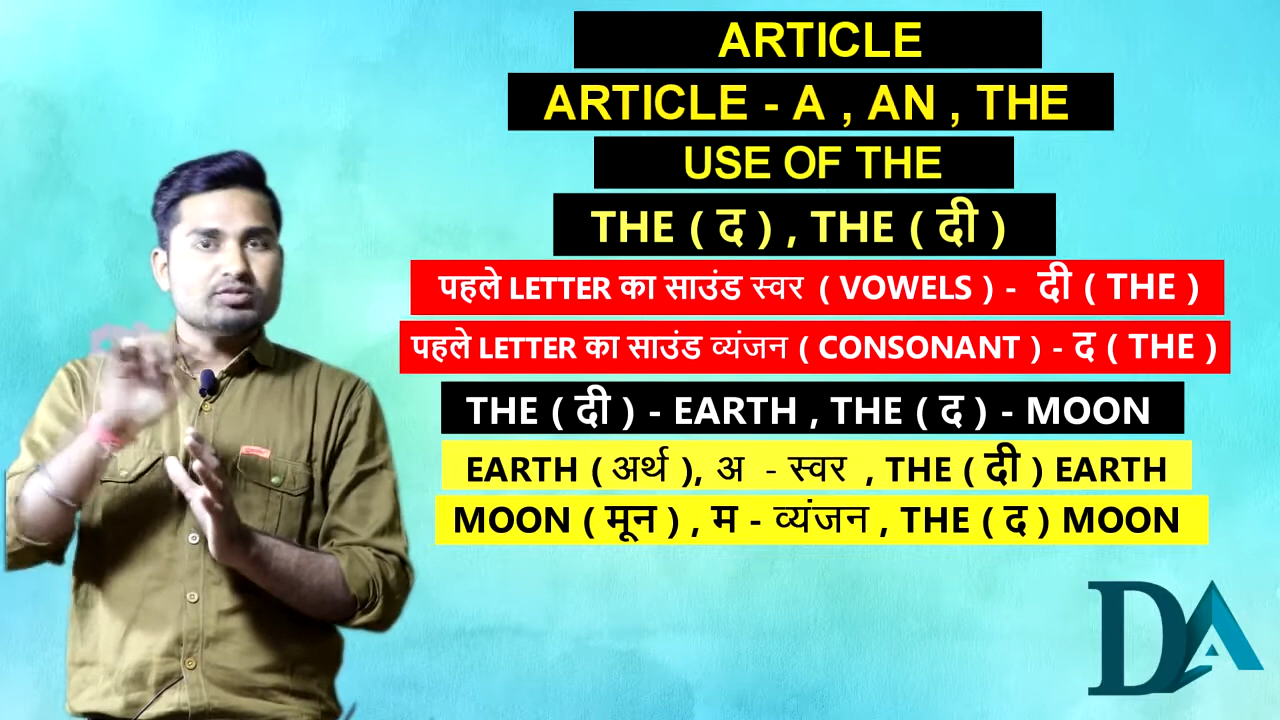 ARTICLE
ARTICLE - A , AN , THE
USE OF THE
THE ( द ) , THE ( दी )
पहले LETTER का साउंड स्वर ( VOWELS ) - दी ( THE )
पहले LETTER का साउंड व्यंजन ( CONSONANT ) - द ( THE )
THE ( दी ) - EARTH , THE ( द ) - MOON
EARTH ( अर्थ ), अ - स्वर , THE ( दी ) EARTH
MOON ( मून ) , म - व्यंजन , THE ( द ) MOON
DA